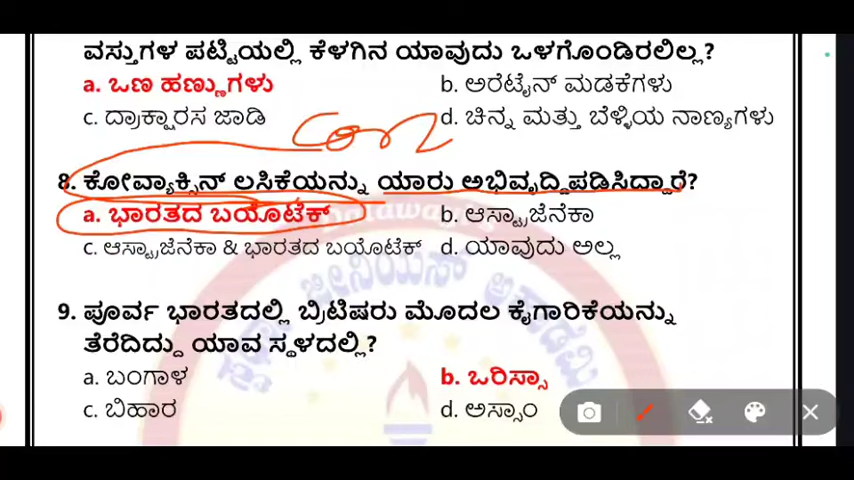 ವಸ್ತುಗಳ ಪಟ್ಟಿಯಲ್ಲಿ ಕೆಳಗಿನ ಯಾವುದು ಒಳಗೊಂಡಿರಲಿಲ್ಲ?
a. ಒಣ ಹಣ್ಣುಗಳು b. ಅರೆಟೈನ್ ಮಡಕೆಗಳು
c. ದ್ರಾಕ್ಷಾರಸ ಜಾಡಿ d. ಚಿನ್ನ ಮತ್ತು ಬೆಳ್ಳಿಯ ನಾಣ್ಯಗಳು
8. ಕೋವ್ಯಾಕ್ಸಿನ್ ಲಸಿಕೆಯನ್ನು ಯಾರು ಅಭಿವೃದ್ಧಿಪಡಿಸಿದ್ದಾರೆ?
a. ಭಾರತದ ಬಯೊಟೆಕ್ b. ಆಸ್ಟ್ರಾಜೆನೆಕಾ
c. ಆಸ್ಟ್ರಾಜೆನೆಕಾ & ಭಾರತದ ಬಯೊಟೆಕ್ d. ಯಾವುದು ಅಲ್ಲ
9. ಪೂರ್ವ ಭಾರತದಲ್ಲಿ ಬ್ರಿಟಿಷರು ಮೊದಲ ಕೈಗಾರಿಕೆಯನ್ನು
ತೆರೆದಿದ್ದು ಯಾವ ಸ್ಥಳದಲ್ಲಿ?
a. ಬಂಗಾಳ b. ಒರಿಸ್ಸಾ
c. ಬಿಹಾರ d. ಅಸ್ಸಾಂ